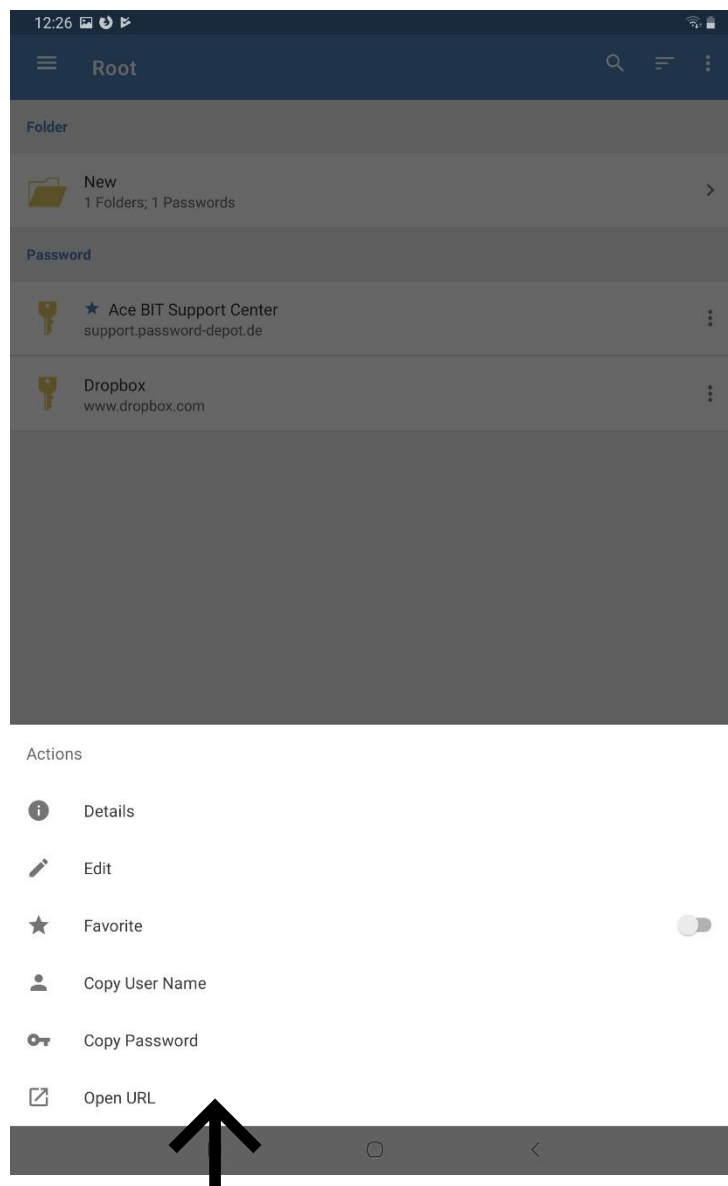 12:26
Root
Folder
New
1 Folders; 1 Passwords
Password
★ Ace BIT Support Center
support.password-depot.de
Dropbox
www.dropbox.com
Actions
Details
Edit
Favorite
Copy User Name
Copy Password
Open URL